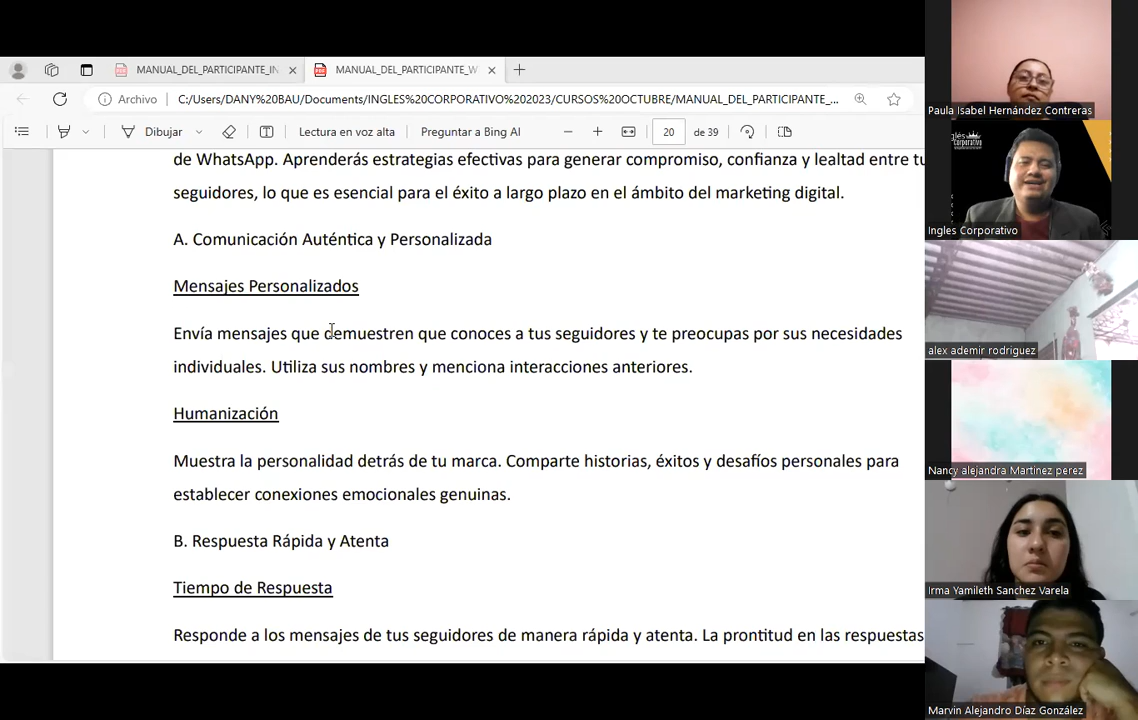 MANUAL_DEL_PARTICIPANTE_IN
MANUAL_DEL_PARTICIPANTE_W
Archivo
C:/Users/DANY%20BAU/Documents/INGLES%20CORPORATIVO%202023/CURSOS%20OCTUBRE/MANUAL_DEL_PARTICIPANTE_...
Dibujar
Lectura en voz alta
Preguntar a Bing AI
20
de 39
de WhatsApp. Aprenderás estrategias efectivas para generar compromiso, confianza y lealtad entre tu
seguidores, lo que es esencial para el éxito a largo plazo en el ámbito del marketing digital.
A. Comunicación Auténtica y Personalizada
Mensajes Personalizados
Envía mensajes que demuestren que conoces a tus seguidores y te preocupas por sus necesidades
individuales. Utiliza sus nombres y menciona interacciones anteriores.
Humanización
Muestra la personalidad detrás de tu marca. Comparte historias, éxitos y desafíos personales para
establecer conexiones emocionales genuinas.
B. Respuesta Rápida y Atenta
Tiempo de Respuesta
Responde a los mensajes de tus seguidores de manera rápida y atenta. La prontitud en las respuestas
Paula Isabel Hernández Contreras
Ingles Corporativo
alex ademir rodriguez
Nancy alejandra Martinez perez
Irma Yamileth Sanchez Varela
Marvin Alejandro Díaz González